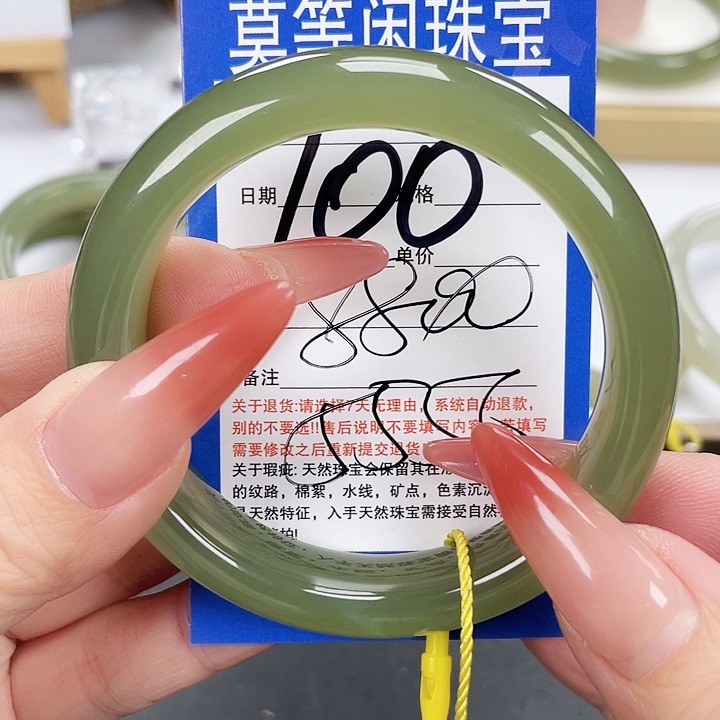 莫等闲珠宝
100
日期 格
单价
8800
备注
关于退货:请选择7天无理由，系统自动退款，
别的不要选!!售后说明不要填写内容，若填写
需要修改之后重新提交退货
关于瑕疵: 天然珠宝会保留其在
的纹路，棉絮，水线，矿点，色素沉淀
是天然特征，入手天然珠宝需接受自然
拍!